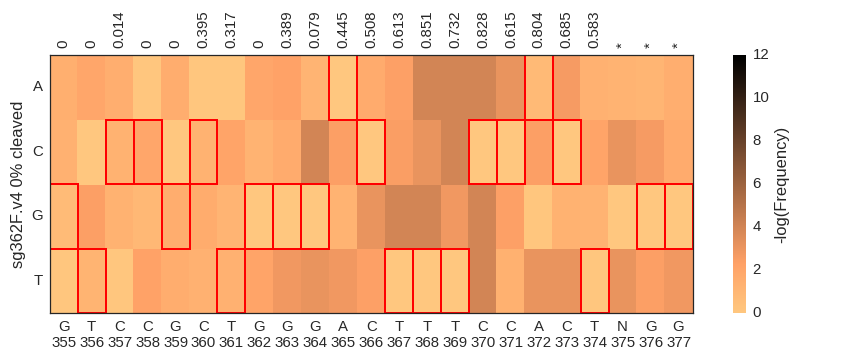 0 0 0.014 0 0 0.395 0.317 0 0.389 0.079 0.445 0.508 0.613 0.851 0.732 0.828 0.615 0.804 0.685 0.583 * * *
sg362F.v4 0% cleaved
A
C
G
T
G T C C G C T G G G A C T T T C C A C T N G G
355 356 357 358 359 360 361 362 363 364 365 366 367 368 369 370 371 372 373 374 375 376 377
12
10
8
6
4
2
0
-log(Frequency)